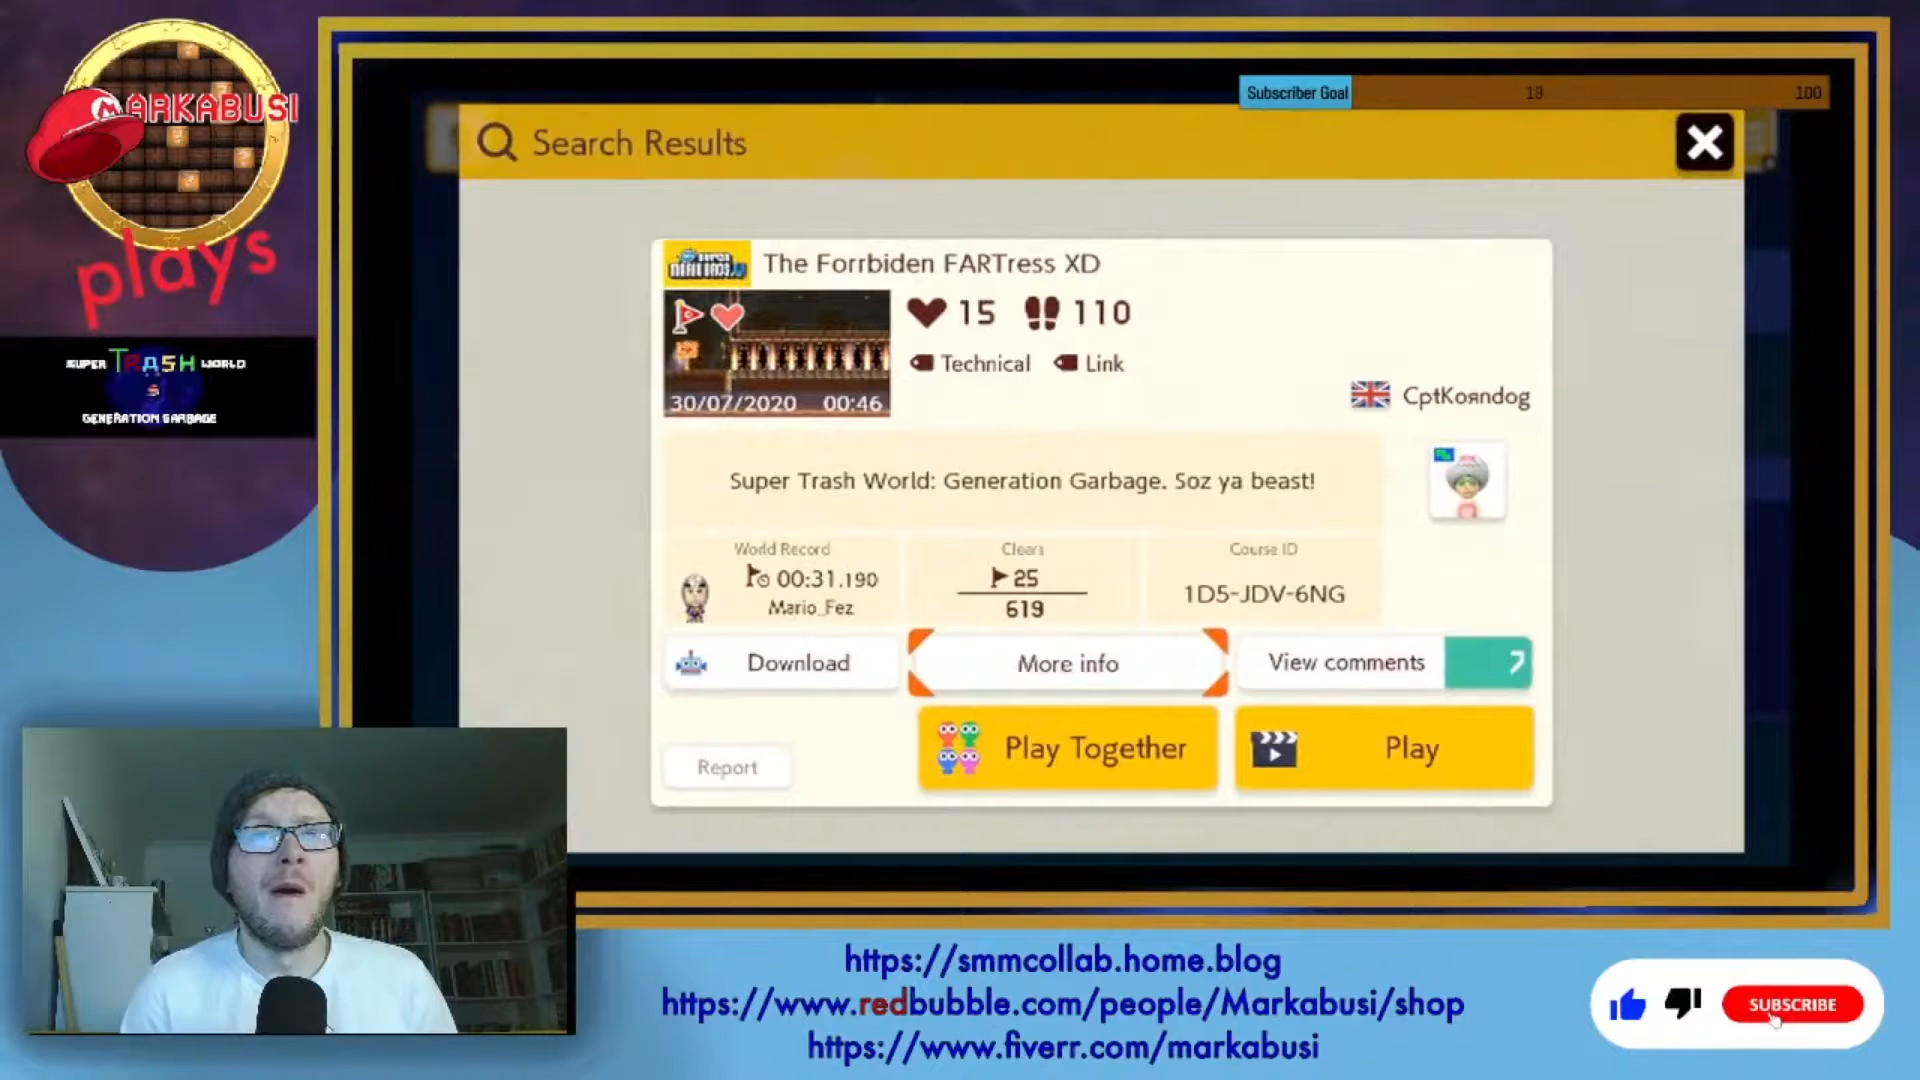 MARKABUSI
plays
SUPER TRASH WORLD
GENERATION GARBAGE
Subscriber Goal
19
100
Search Results
The Forrbiden FARTress XD
15
110
Technical
Link
30/07/2020 00:46
CptKoяndog
Super Trash World: Generation Garbage. Soz ya beast!
World Record
00:31.190
Mario_Fez
Clears
25
619
Course ID
1D5-JDV-6NG
Download
More info
View comments
7
Report
Play Together
Play
https://smmcollab.home.blog
https://www.redbubble.com/people/Markabusi/shop
https://www.fiverr.com/markabusi
SUBSCRIBE